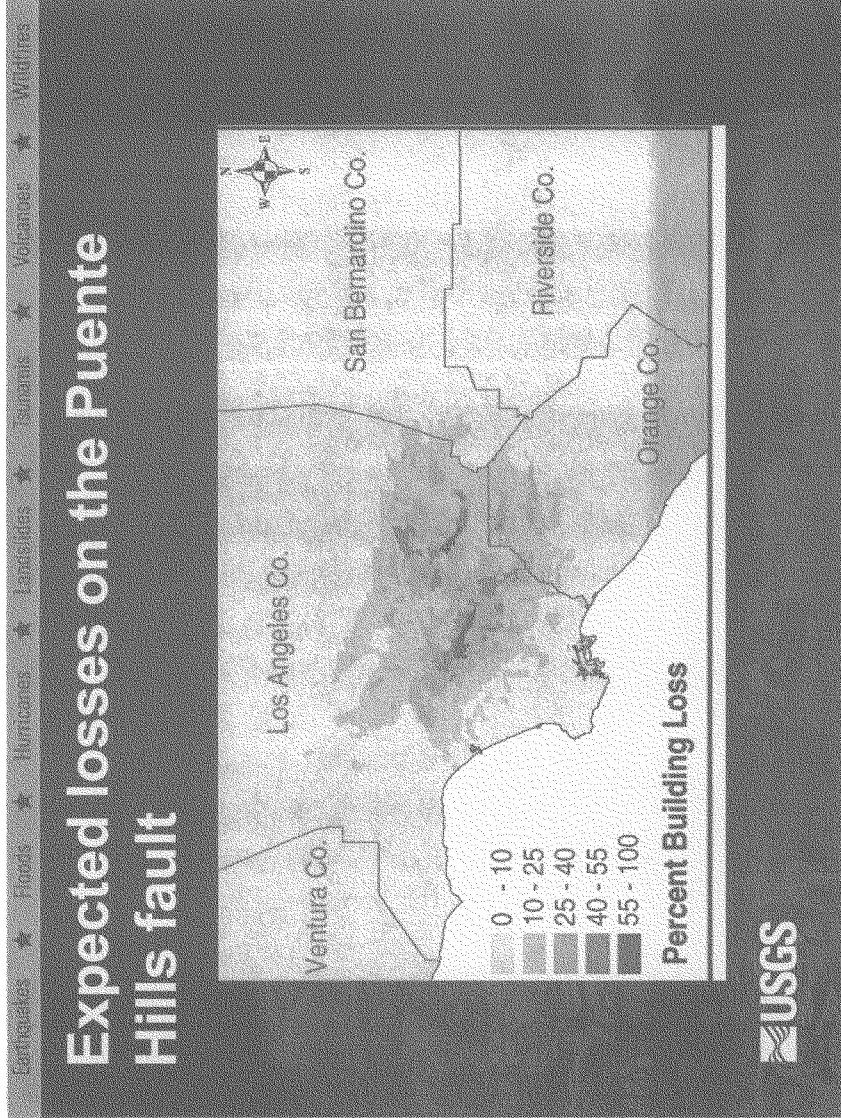 Earthquakes ★ Floods ★ Hurricanes ★ Landslides ★ Tsunamis ★ Volcanoes ★ Wildfires
Expected losses on the Puente
Hills fault
N
W E
S
Ventura Co.
Los Angeles Co.
San Bernardino Co.
Riverside Co.
Orange Co.
0 - 10
10 - 25
25 - 40
40 - 55
55 - 100
Percent Building Loss
USGS